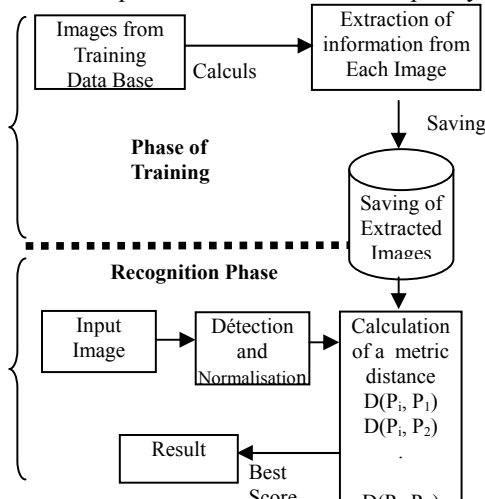 Images from
Training
Data Base
Calculs
Extraction of
information from
Each Image
Saving
Phase of
Training
Saving of
Extracted
Images
Recognition Phase
Input
Image
Détection
and
Normalisation
Calculation
of a metric
distance
D(Pi, P1)
D(Pi, P2)
.
Result
Best
Score